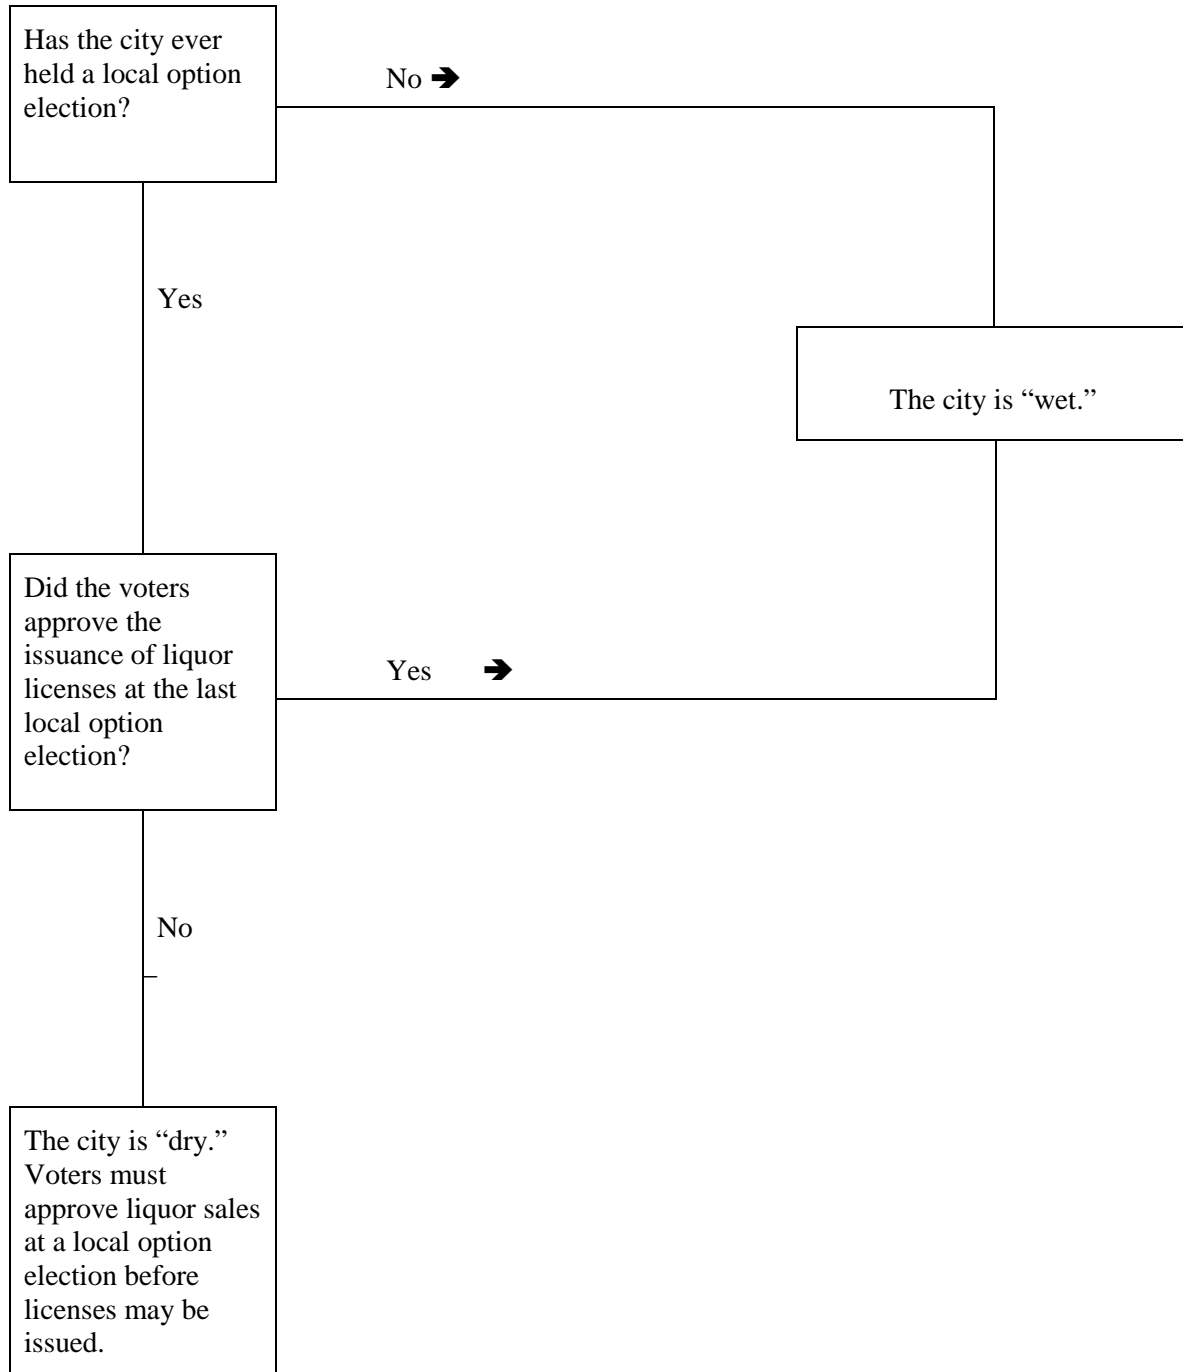 Has the city ever
held a local option
election?
No ➔
Yes
The city is “wet.”
Did the voters
approve the
issuance of liquor
licenses at the last
local option
election?
Yes ➔
No
The city is “dry.”
Voters must
approve liquor sales
at a local option
election before
licenses may be
issued.